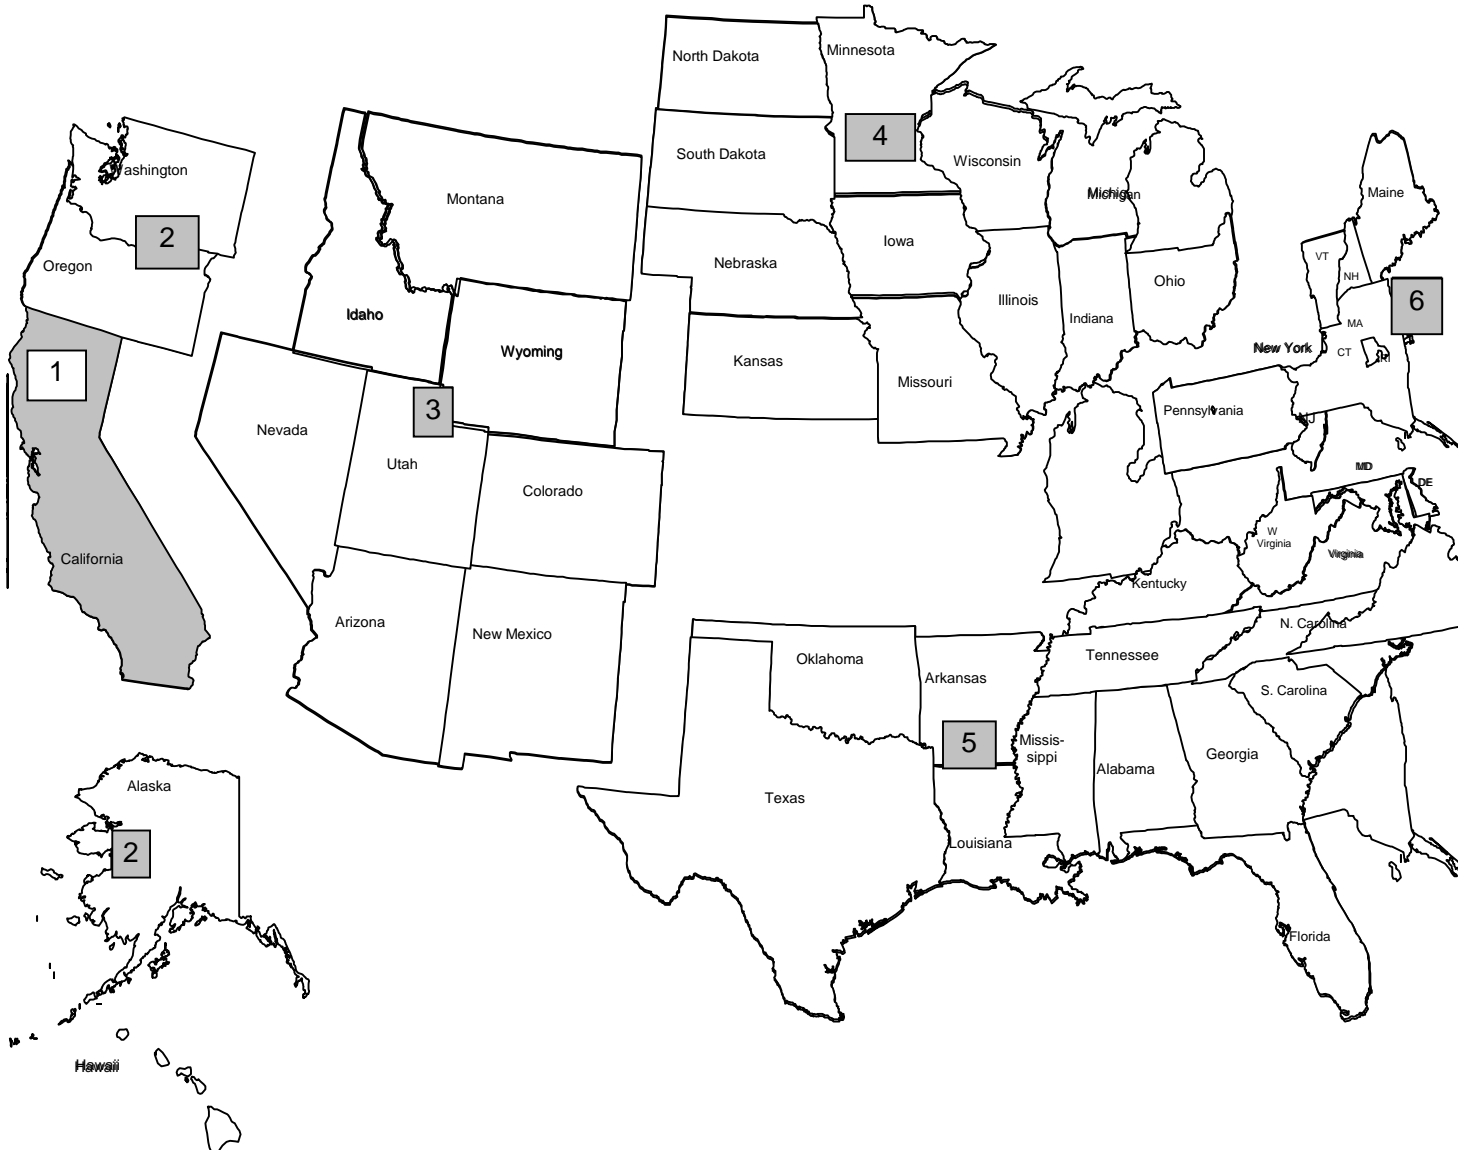 North Dakota
Minnesota
4
South Dakota
Wisconsin
Washington
Montana
Michigan
Maine
2
Iowa
Oregon
Nebraska
VT
Ohio
NH
6
Illinois
Idaho
Indiana
MA
New York
CT
RI
Wyoming
Kansas
1
Missouri
3
Pennsylvania
NJ
Nevada
Utah
MD
Colorado
DE
W
Virginia
Virginia
California
Kentucky
Arizona
New Mexico
N. Carolina
Tennessee
Oklahoma
Arkansas
S. Carolina
5
Missis-
sippi
Georgia
Alabama
Alaska
Texas
Louisiana
2
Florida
Hawaii